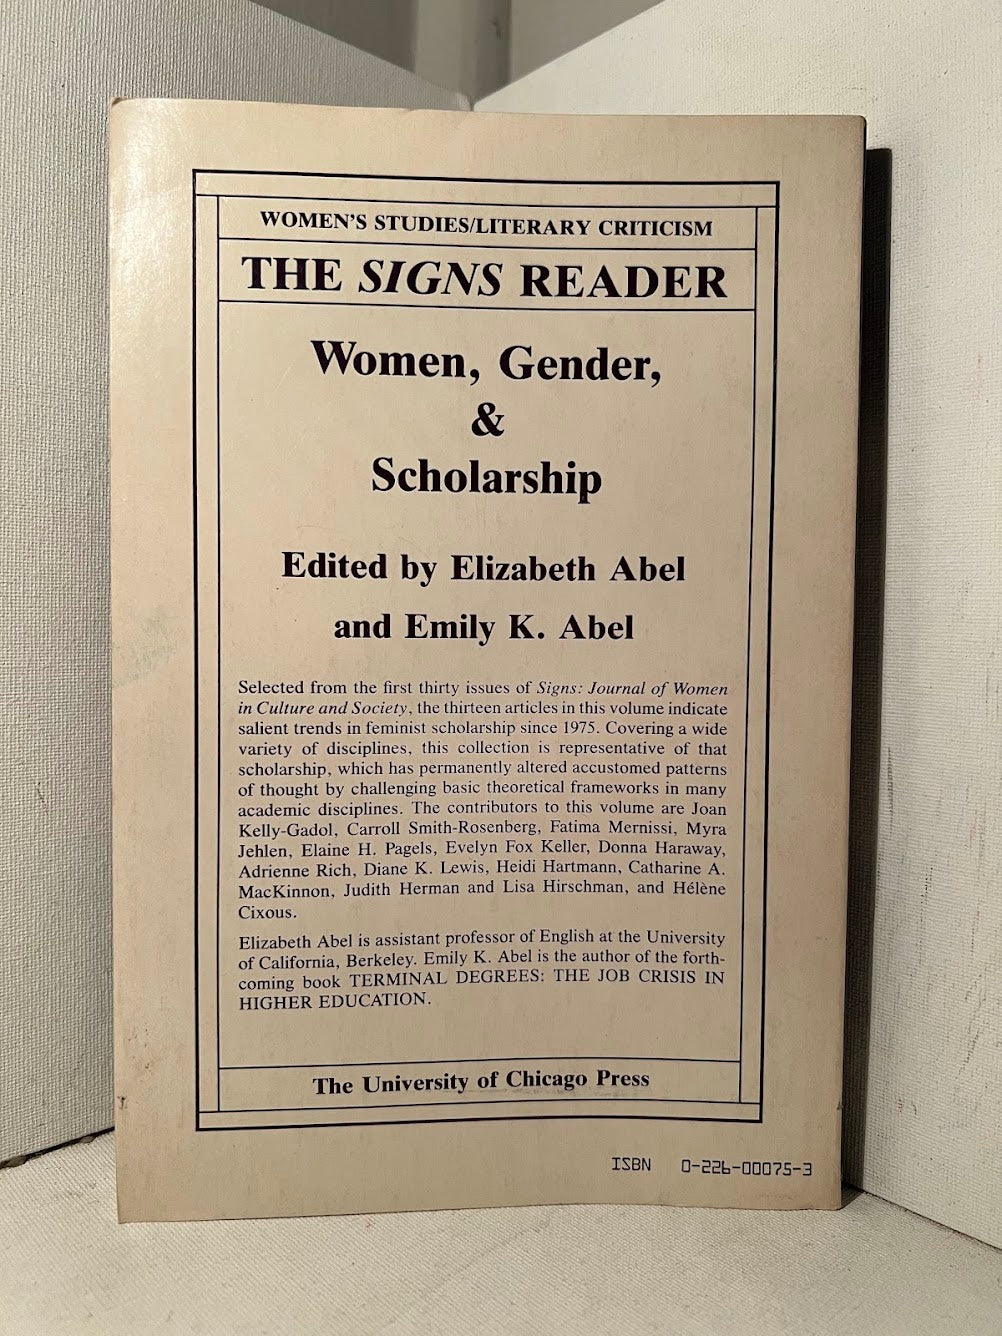 WOMEN'S STUDIES/LITERARY CRITICISM
THE SIGNS READER
Women, Gender,
&
Scholarship
Edited by Elizabeth Abel
and Emily K. Abel
Selected from the first thirty issues of Signs: Journal of Women
in Culture and Society, the thirteen articles in this volume indicate
salient trends in feminist scholarship since 1975. Covering a wide
variety of disciplines, this collection is representative of that
scholarship, which has permanently altered accustomed patterns
of thought by challenging basic theoretical frameworks in many
academic disciplines. The contributors to this volume are Joan
Kelly-Gadol, Carroll Smith-Rosenberg, Fatima Mernissi, Myra
Jehlen, Elaine H. Pagels, Evelyn Fox Keller, Donna Haraway,
Adrienne Rich, Diane K. Lewis, Heidi Hartmann, Catharine A.
MacKinnon, Judith Herman and Lisa Hirschman, and Hélène
Cixous.
Elizabeth Abel is assistant professor of English at the University
of California, Berkeley. Emily K. Abel is the author of the forth-
coming book TERMINAL DEGREES: THE JOB CRISIS IN
HIGHER EDUCATION.
The University of Chicago Press
ISBN 0-226-00075-3